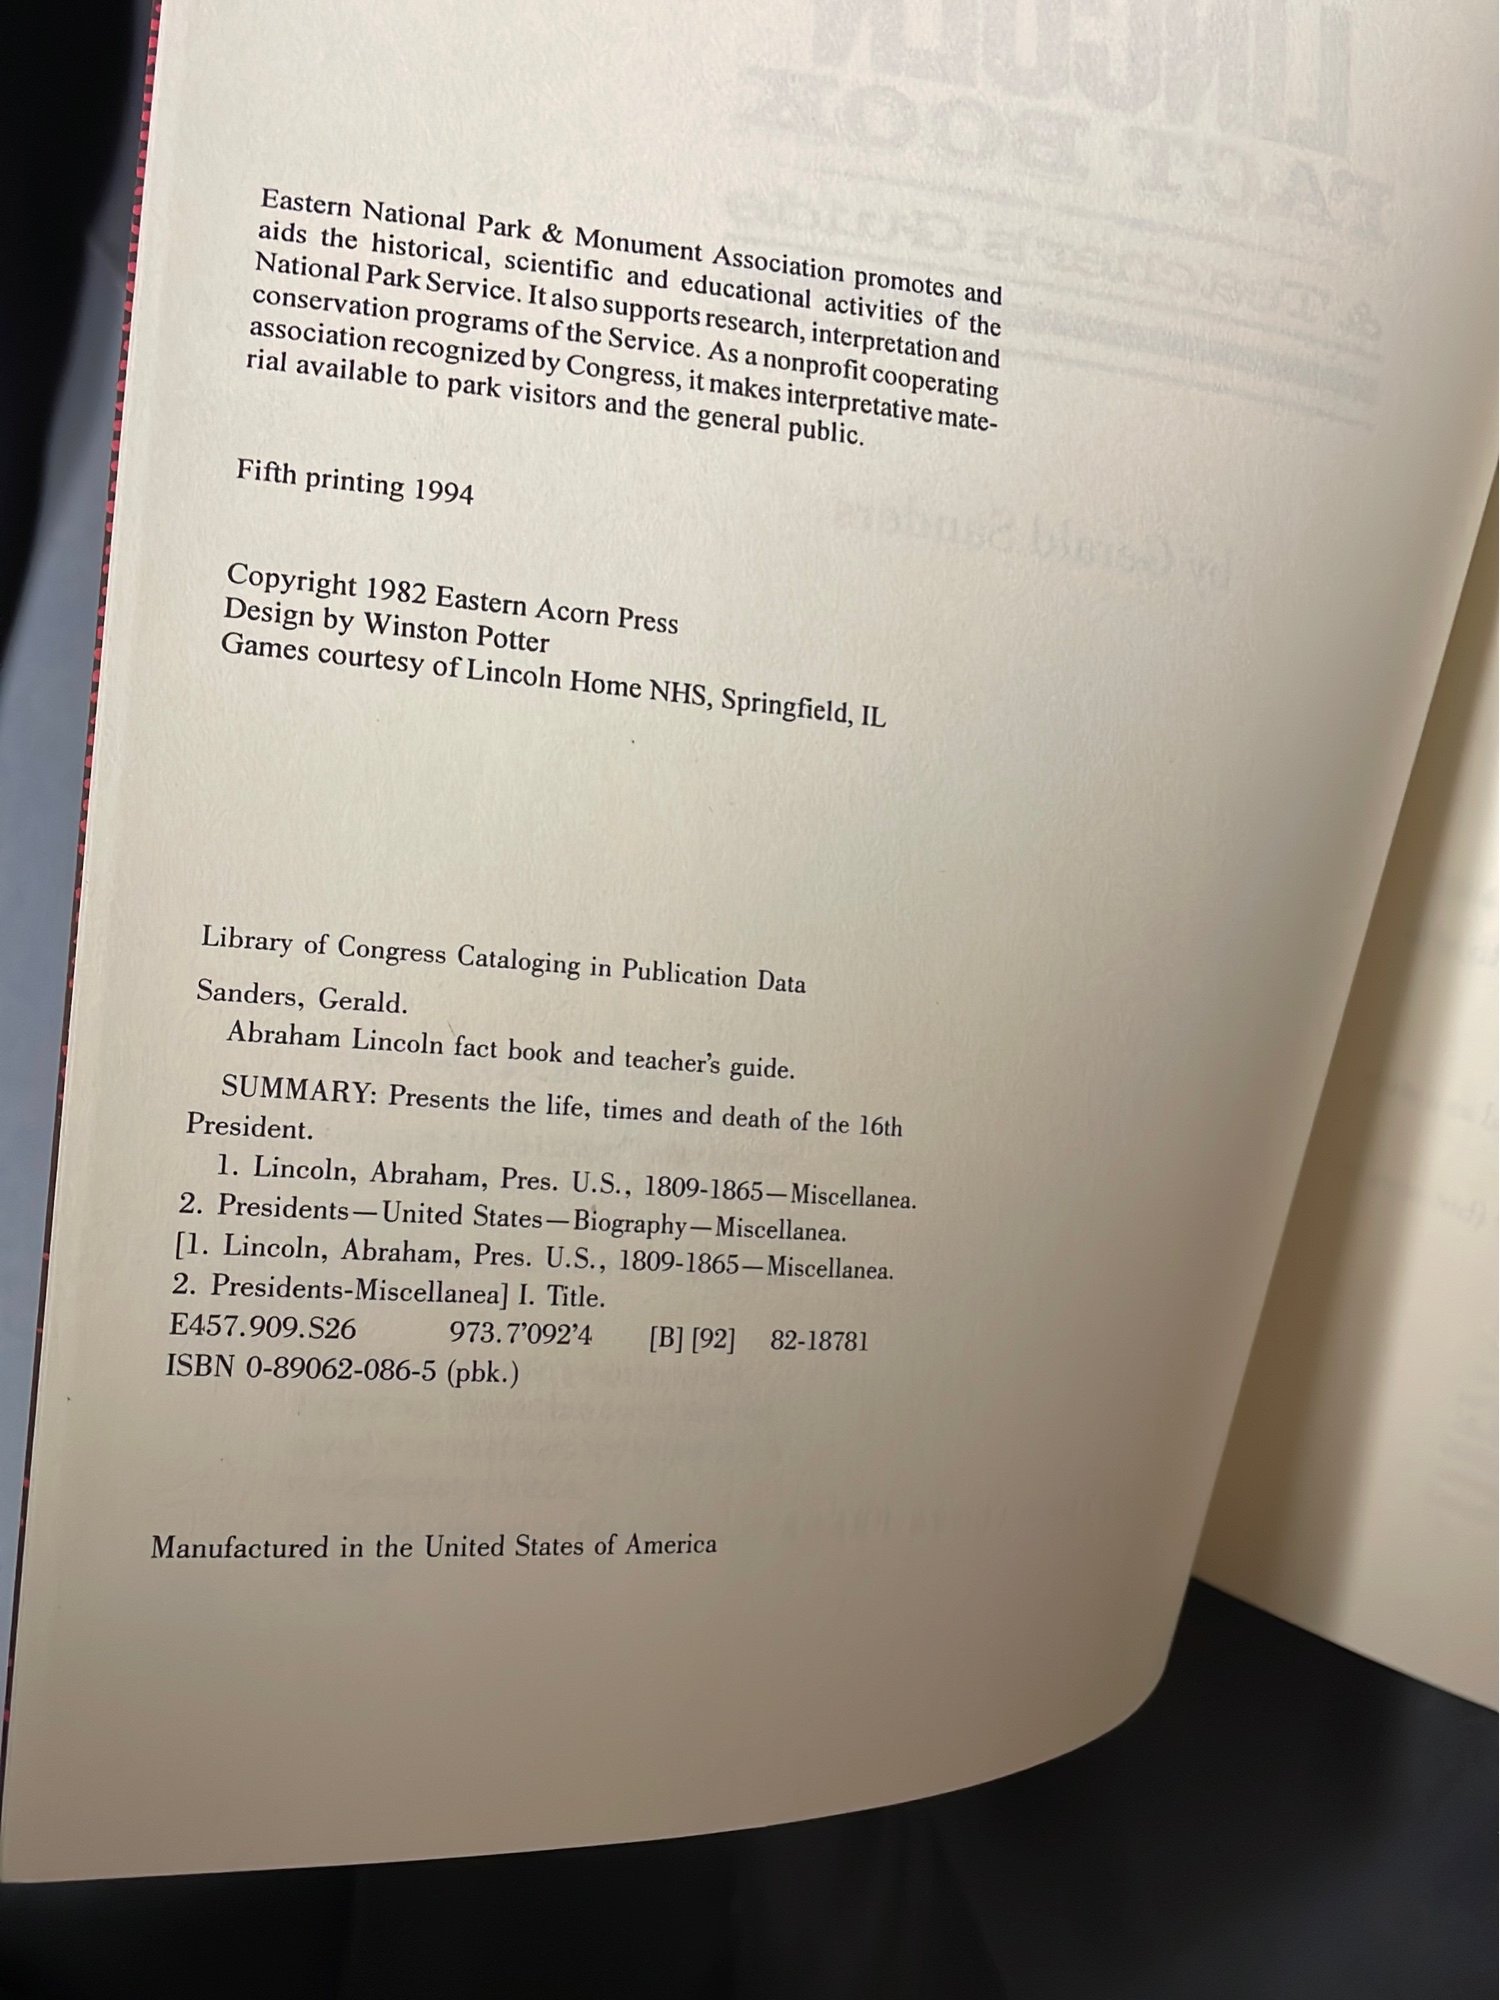 Eastern National Park & Monument Association promotes and
aids the historical, scientific and educational activities of the
National Park Service. It also supports research, interpretation and
conservation programs of the Service. As a nonprofit cooperating
association recognized by Congress, it makes interpretative mate-
rial available to park visitors and the general public.
Fifth printing 1994
Copyright 1982 Eastern Acorn Press
Design by Winston Potter
Games courtesy of Lincoln Home NHS, Springfield, IL
Library of Congress Cataloging in Publication Data
Sanders, Gerald.
Abraham Lincoln fact book and teacher's guide.
SUMMARY: Presents the life, times and death of the 16th
President.
1. Lincoln, Abraham, Pres. U.S., 1809-1865—Miscellanea.
2. Presidents—United States—Biography—Miscellanea.
[1. Lincoln, Abraham, Pres. U.S., 1809-1865—Miscellanea.
2. Presidents-Miscellanea] I. Title.
E457.909.S26 973.7'092'4 [B] [92] 82-18781
ISBN 0-89062-086-5 (pbk.)
Manufactured in the United States of America